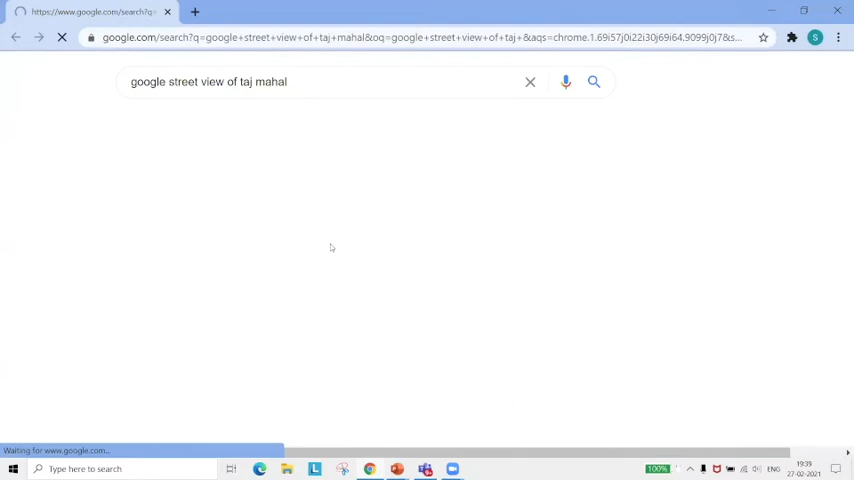 https://www.google.com/search?q=
google.com/search?q=google+street+view+of+taj+mahal&oq=google+street+view+of+taj+&aqs=chrome.1.69i57j0i22i30j69i64.9099j0j7&s...
S
google street view of taj mahal
Waiting for www.google.com...
Type here to search
L
100%
ENG
19:39
27-02-2021